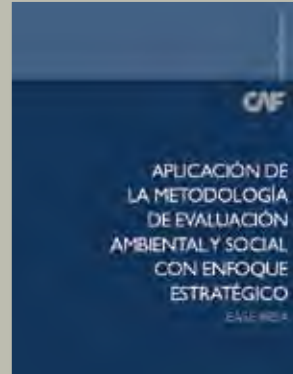 CAF
APLICACIÓN DE
LA METODOLOGÍA
DE EVALUACIÓN
AMBIENTAL Y SOCIAL
CON ENFOQUE
ESTRATÉGICO